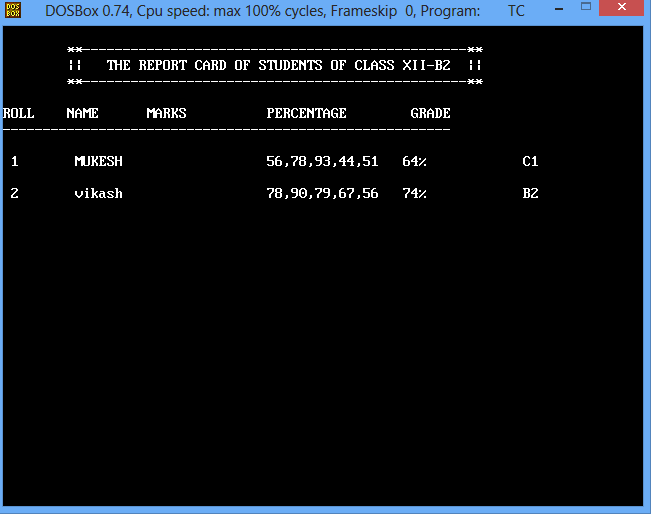 DOS BOX DOSBox 0.74, Cpu speed: max 100% cycles, Frameskip 0, Program: TC
**------------------------------------------------**
|| THE REPORT CARD OF STUDENTS OF CLASS XII-B2 ||
**------------------------------------------------**
ROLL NAME MARKS PERCENTAGE GRADE
--------------------------------------------------------
1 MUKESH 56,78,93,44,51 64% C1
2 vikash 78,90,79,67,56 74% B2